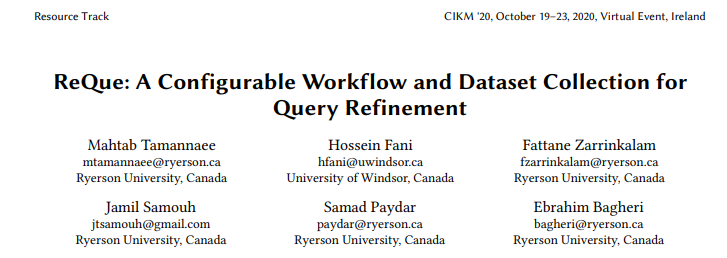 Resource Track
CIKM '20, October 19–23, 2020, Virtual Event, Ireland
ReQue: A Configurable Workflow and Dataset Collection for
Query Refinement
Mahtab Tamannaee
mtamannaee@ryerson.ca
Ryerson University, Canada
Hossein Fani
hfani@uwindsor.ca
University of Windsor, Canada
Fattane Zarrinkalam
fzarrinkalam@ryerson.ca
Ryerson University, Canada
Jamil Samouh
jtsamouh@gmail.com
Ryerson University, Canada
Samad Paydar
paydar@ryerson.ca
Ryerson University, Canada
Ebrahim Bagheri
bagheri@ryerson.ca
Ryerson University, Canada